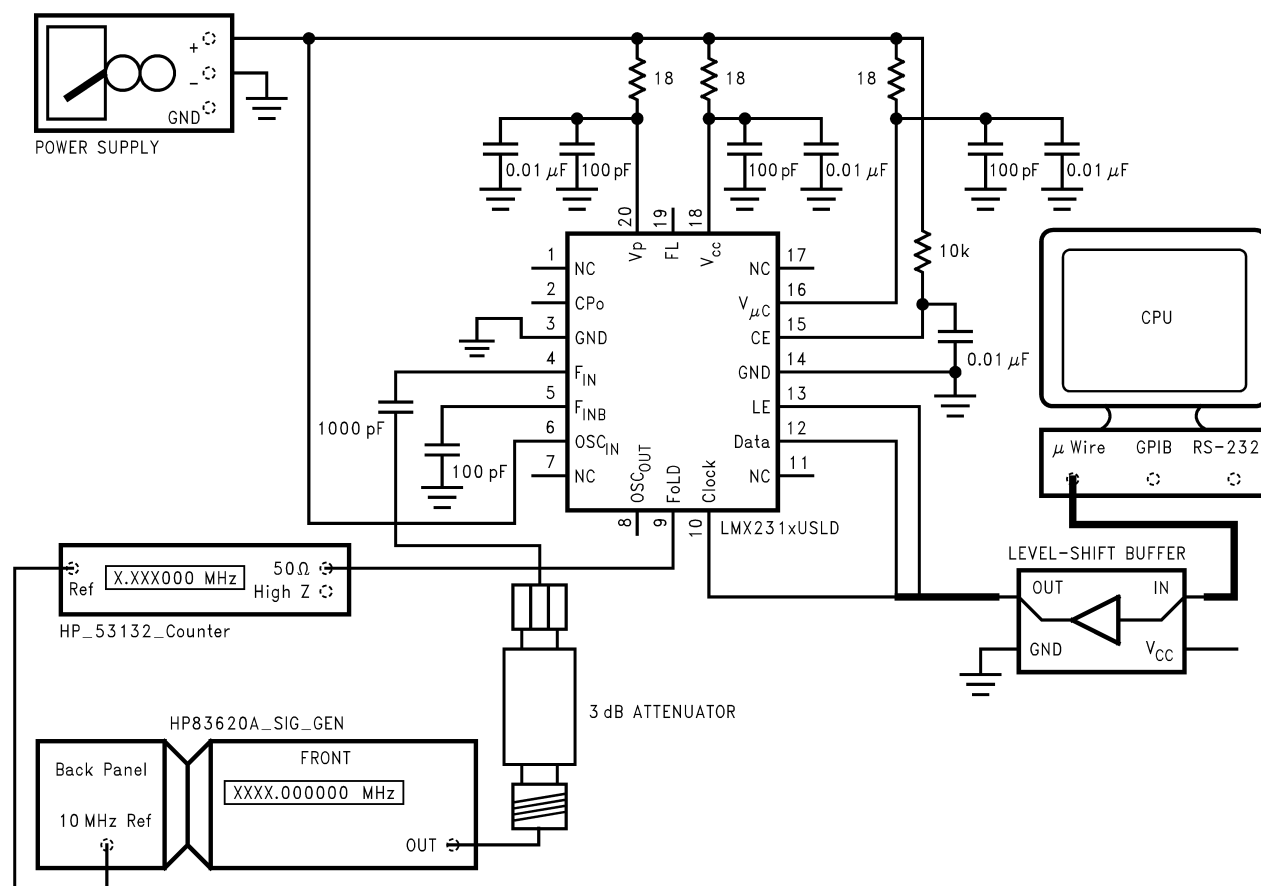 +
-
GND
POWER SUPPLY
18
18
18
0.01 µF
100 pF
100 pF
0.01 µF
100 pF
0.01 µF
20
19
18
Vp
FL
Vcc
1
NC
2
CPo
3
GND
4
FIN
5
FINB
6
OSCIN
7
NC
17
NC
16
VµC
15
CE
14
GND
13
LE
12
Data
11
NC
OSCOUT
FoLD
Clock
8
9
10
LMX231xUSLD
10k
0.01 µF
1000 pF
100 pF
CPU
µ Wire GPIB RS-232
LEVEL-SHIFT BUFFER
OUT IN
GND VCC
Ref
X.XXX000 MHz
50Ω
High Z
HP_53132_Counter
3 dB ATTENUATOR
HP83620A_SIG_GEN
Back Panel
10 MHz Ref
FRONT
XXXX.000000 MHz
OUT